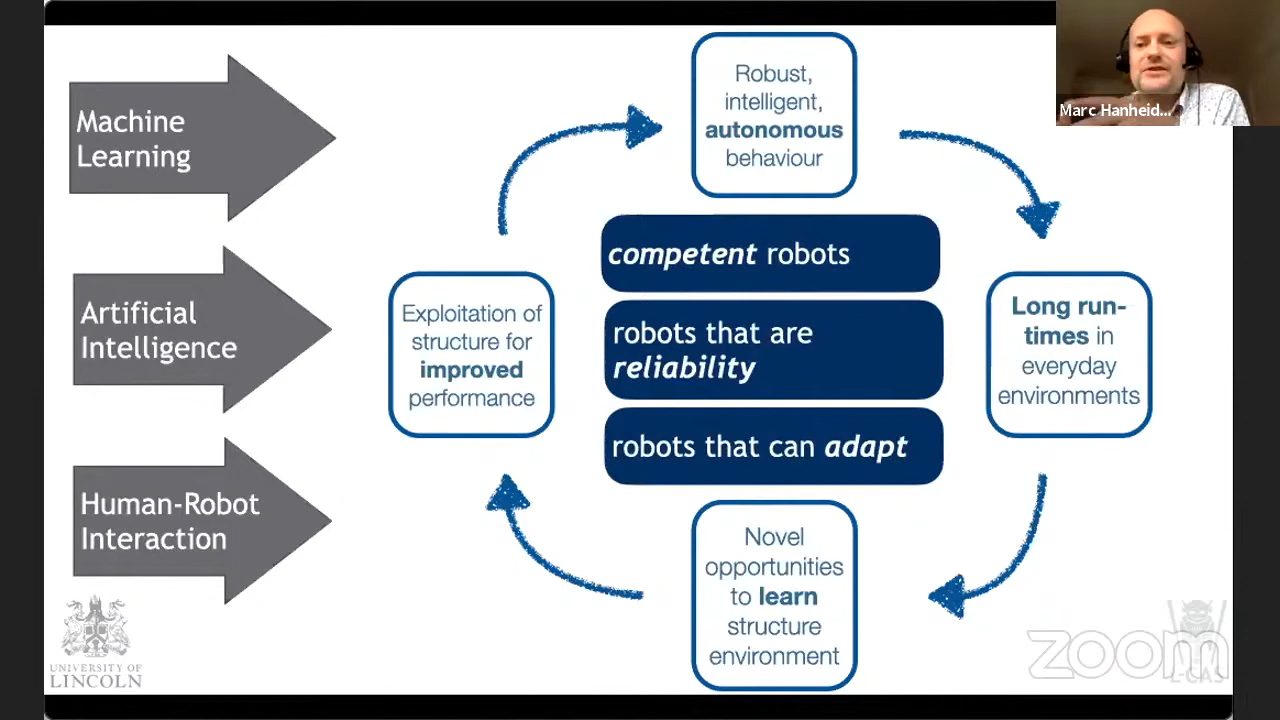 Machine
Learning
Artificial
Intelligence
Human-Robot
Interaction
Robust,
intelligent,
autonomous
behaviour
competent robots
robots that are
reliability
robots that can adapt
Exploitation of
structure for
improved
performance
Long run-
times in
everyday
environments
Novel
opportunities
to learn
structure
environment
Marc Hanheid...
UNIVERSITY OF
LINCOLN
zoom
L-CAS